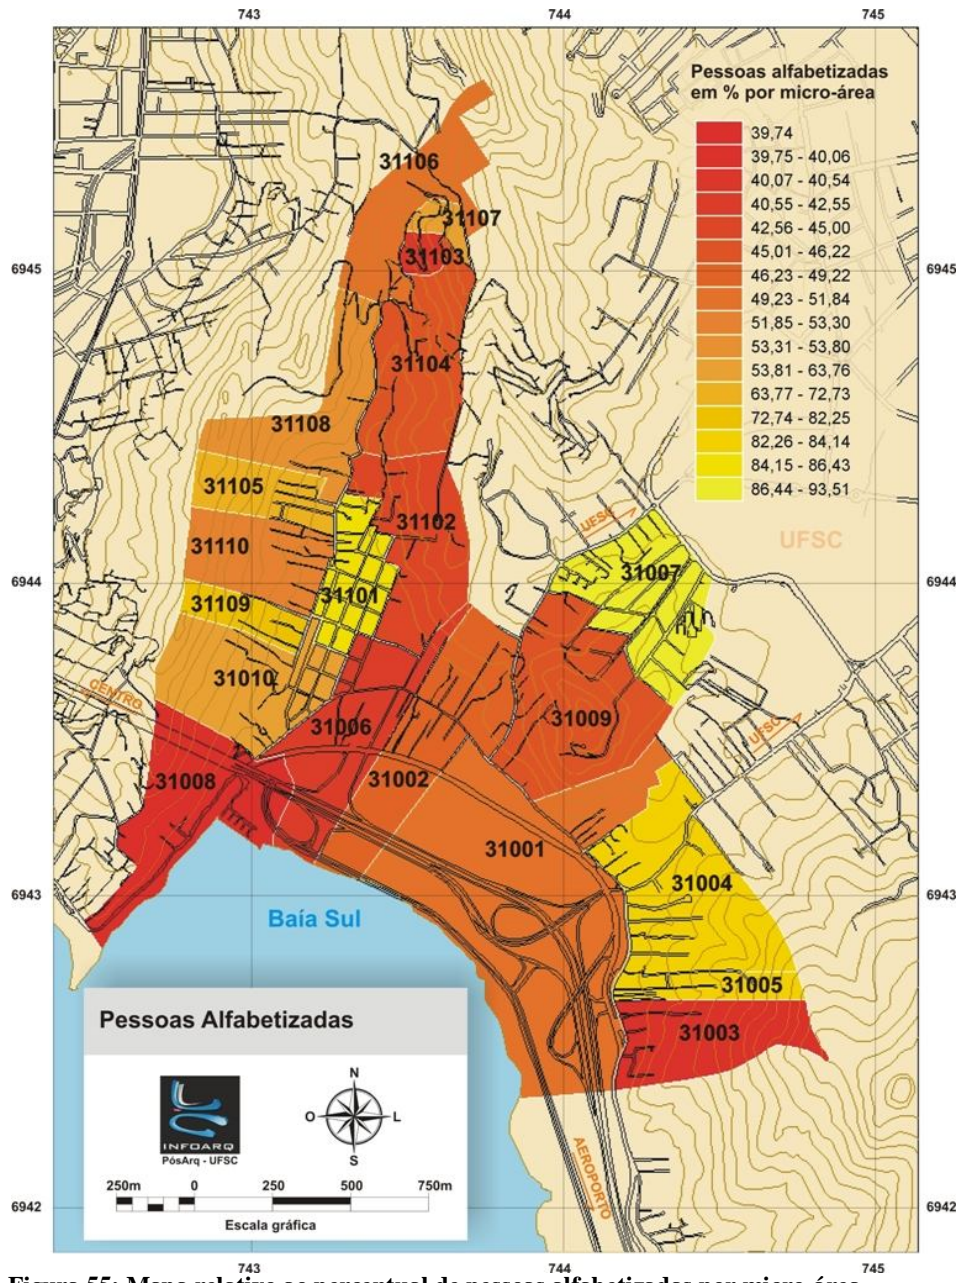 743
744
745
Pessoas alfabetizadas
em % por micro-área
39,74
39,75 - 40,06
40,07 - 40,54
40,55 - 42,55
42,56 - 45,00
45,01 - 46,22
46,23 - 49,22
49,23 - 51,84
51,85 - 53,30
53,31 - 53,80
53,81 - 63,76
63,77 - 72,73
72,74 - 82,25
82,26 - 84,14
84,15 - 86,43
86,44 - 93,51
31106
31107
31103
6945
6945
31104
31108
31105
31102
UFSC
UFSC
31110
31007
6944
6944
31109
31101
31010
CENTRO
31009
31006
UFSC
31008
31002
31001
31004
6943
6943
Baía Sul
31005
31003
Pessoas Alfabetizadas
N
O
L
S
INFOARQ
PósArq - UFSC
250m 0 250 500 750m
Escala gráfica
AEROPORTO
6942
6942
743
744
745
Figura 55: Mapa relativo ao percentual de pessoas alfabetizadas por micro-área